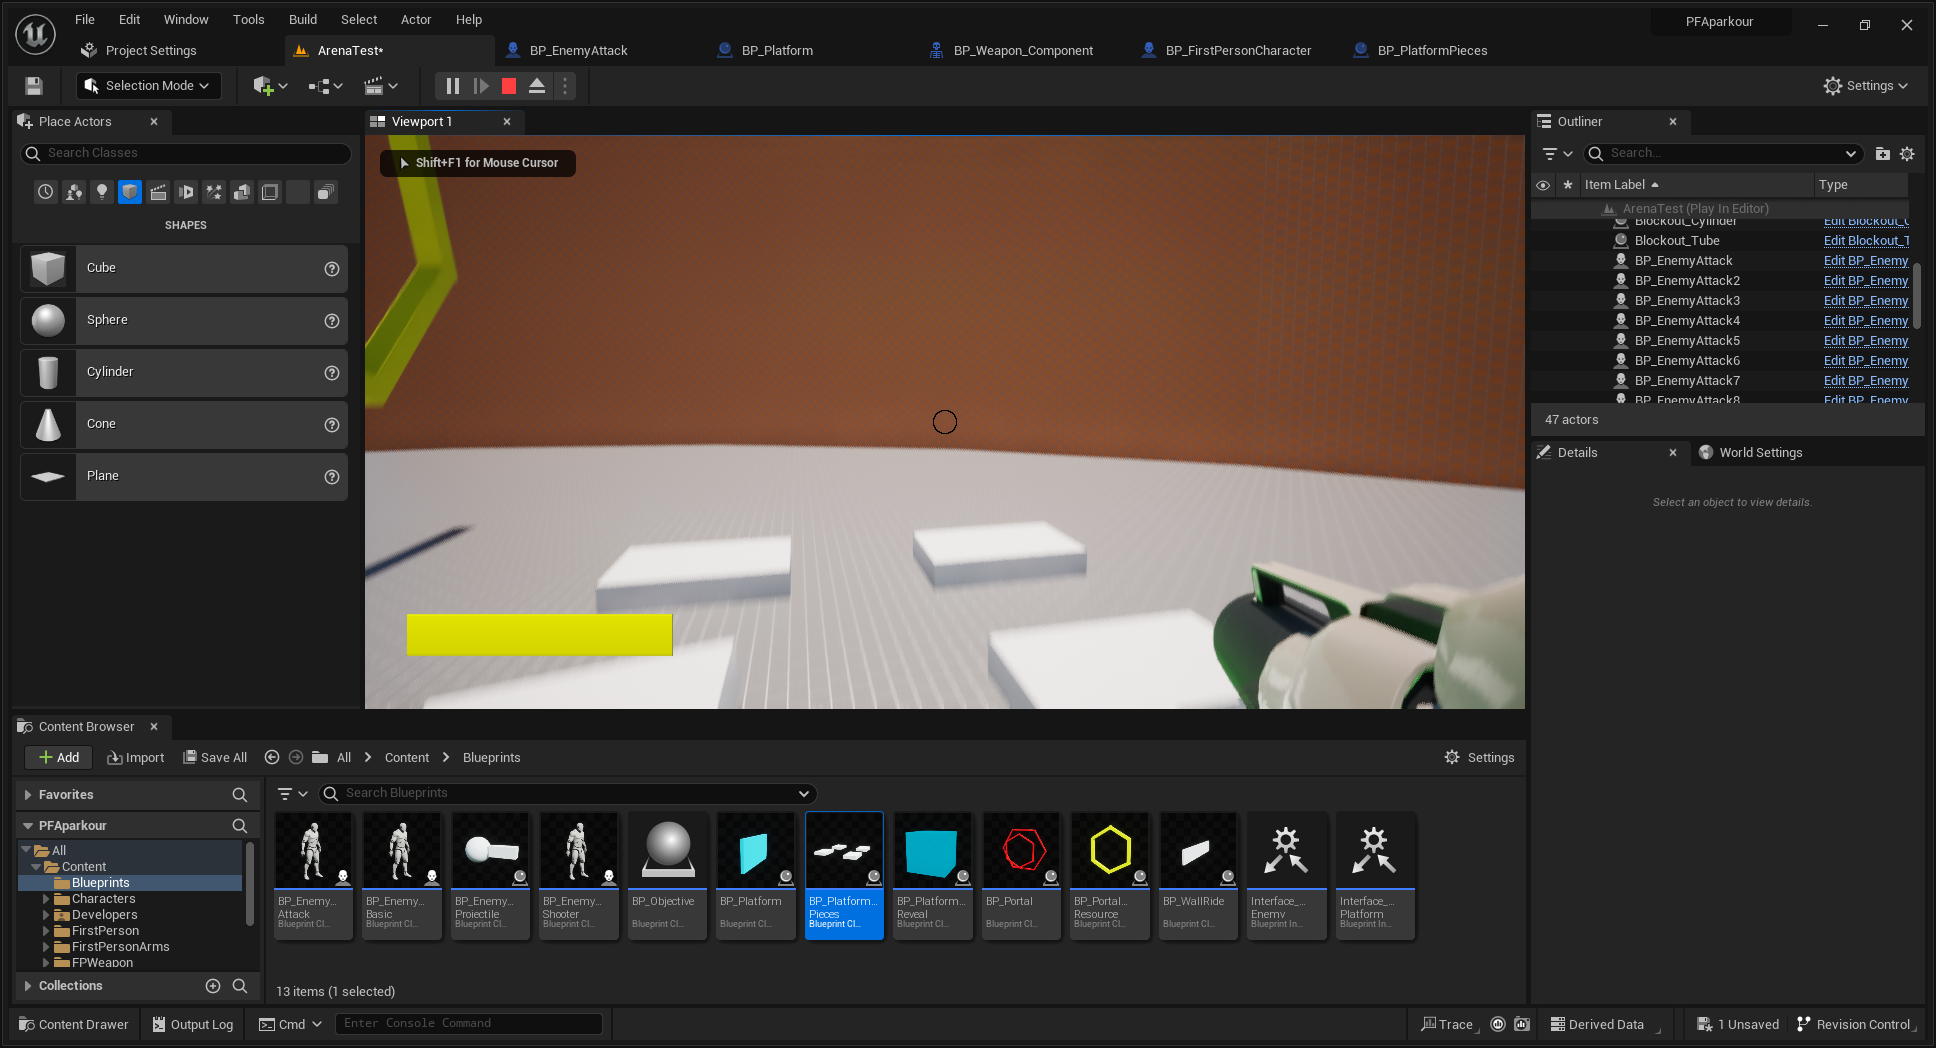 File Edit Window Tools Build Select Actor Help
PFAparkour
Project Settings
ArenaTest*
BP_EnemyAttack
BP_Platform
BP_Weapon_Component
BP_FirstPersonCharacter
BP_PlatformPieces
Selection Mode
Settings
Place Actors
Viewport 1
Outliner
Search Classes
Shift+F1 for Mouse Cursor
Search...
Item Label
Type
SHAPES
ArenaTest (Play In Editor)
Blockout_Cylinder Edit Blockout_C
Blockout_Tube Edit Blockout_T
BP_EnemyAttack Edit BP_Enemy
BP_EnemyAttack2 Edit BP_Enemy
BP_EnemyAttack3 Edit BP_Enemy
BP_EnemyAttack4 Edit BP_Enemy
BP_EnemyAttack5 Edit BP_Enemy
BP_EnemyAttack6 Edit BP_Enemy
BP_EnemyAttack7 Edit BP_Enemy
BP_EnemyAttack8 Edit BP_Enemy
47 actors
Cube
Sphere
Cylinder
Cone
Plane
Details
World Settings
Select an object to view details.
Content Browser
Add
Import
Save All
All
Content
Blueprints
Settings
Favorites
Search Blueprints
PFAparkour
All
Content
Blueprints
Characters
Developers
FirstPerson
FirstPersonArms
FPWeapon
Collections
BP_Enemy...
Attack
Blueprint Cl...
BP_Enemy...
Basic
Blueprint Cl...
BP_Enemy...
Projectile
Blueprint Cl...
BP_Enemy...
Shooter
Blueprint Cl...
BP_Objective
Blueprint Cl...
BP_Platform
Blueprint Cl...
BP_Platform...
Pieces
Blueprint Cl...
BP_Platform...
Reveal
Blueprint Cl...
BP_Portal
Blueprint Cl...
BP_Portal...
Resource
Blueprint Cl...
BP_WallRide
Blueprint Cl...
Interface_...
Enemy
Blueprint In...
Interface_...
Platform
Blueprint In...
13 items (1 selected)
Content Drawer
Output Log
Cmd
Enter Console Command
Trace
Derived Data
1 Unsaved
Revision Control